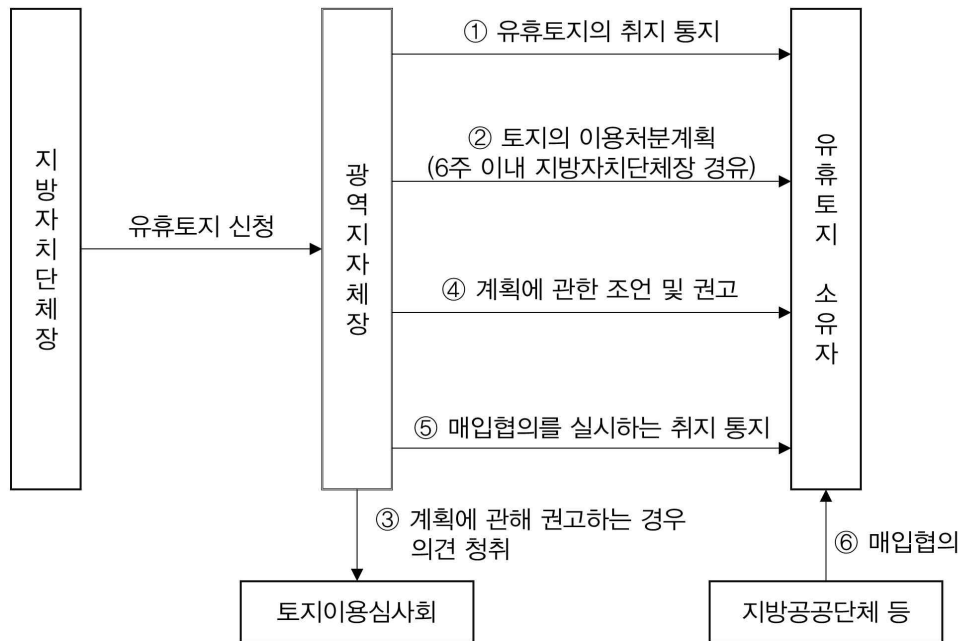 ① 유휴토지의 취지 통지
② 토지의 이용처분계획
(6주 이내 지방자치단체장 경유)
지방자치단체장
유휴토지 신청
광역지자체장
유휴토지 소유자
④ 계획에 관한 조언 및 권고
⑤ 매입협의를 실시하는 취지 통지
③ 계획에 관해 권고하는 경우
의견 청취
⑥ 매입협의
토지이용심사회
지방공공단체 등